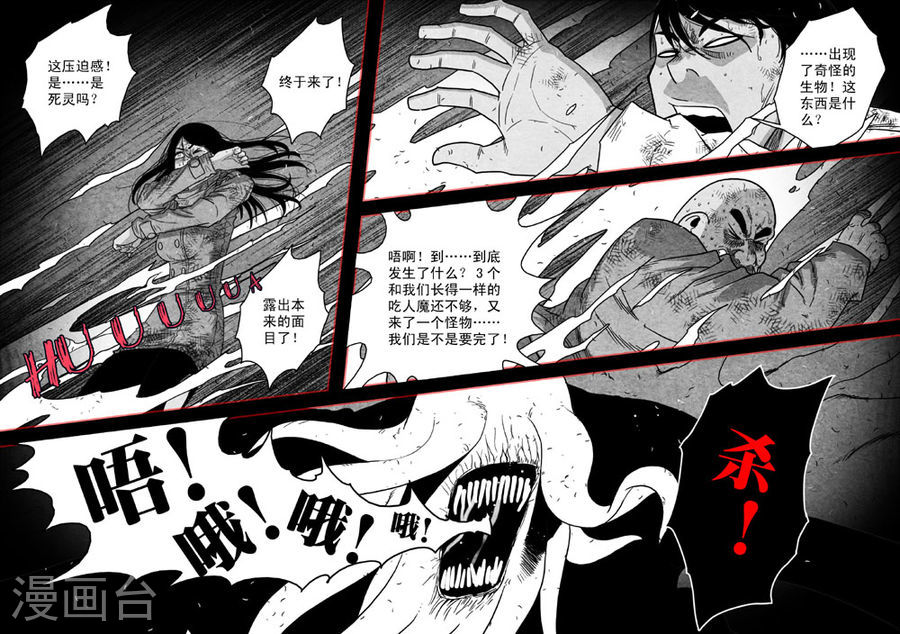 这压迫感！
是……是
死灵吗？
终于来了！
露出本
来的面
目了！
HUUUUUUA
……出现
了奇怪的
生物！这
东西是什
么？
唔啊！到……到底
发生了什么？3个
和我们长得一样的
吃人魔还不够，又
来了一个怪物……
我们是不是要完了！
唔！
哦！哦！哦！
杀！
漫画台